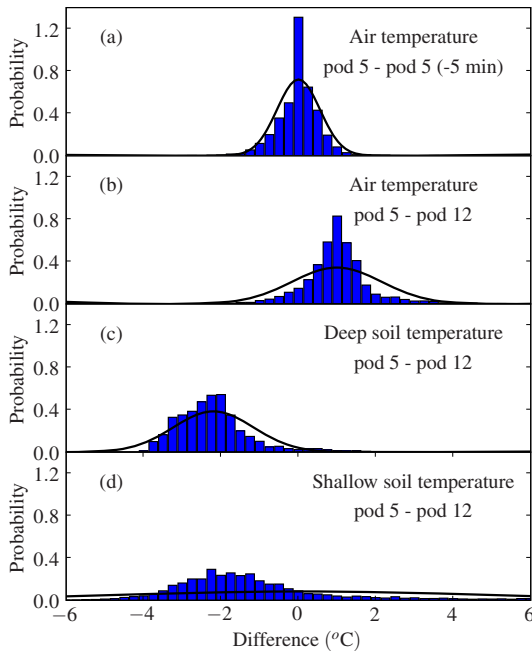 1.2
0.8
0.4
0.0
Probability
(a)
Air temperature
pod 5 - pod 5 (-5 min)
1.2
0.8
0.4
0.0
Probability
(b)
Air temperature
pod 5 - pod 12
1.2
0.8
0.4
0.0
Probability
(c)
Deep soil temperature
pod 5 - pod 12
1.2
0.8
0.4
0.0
Probability
(d)
Shallow soil temperature
pod 5 - pod 12
−6 −4 −2 0 2 4 6
Difference (°C)